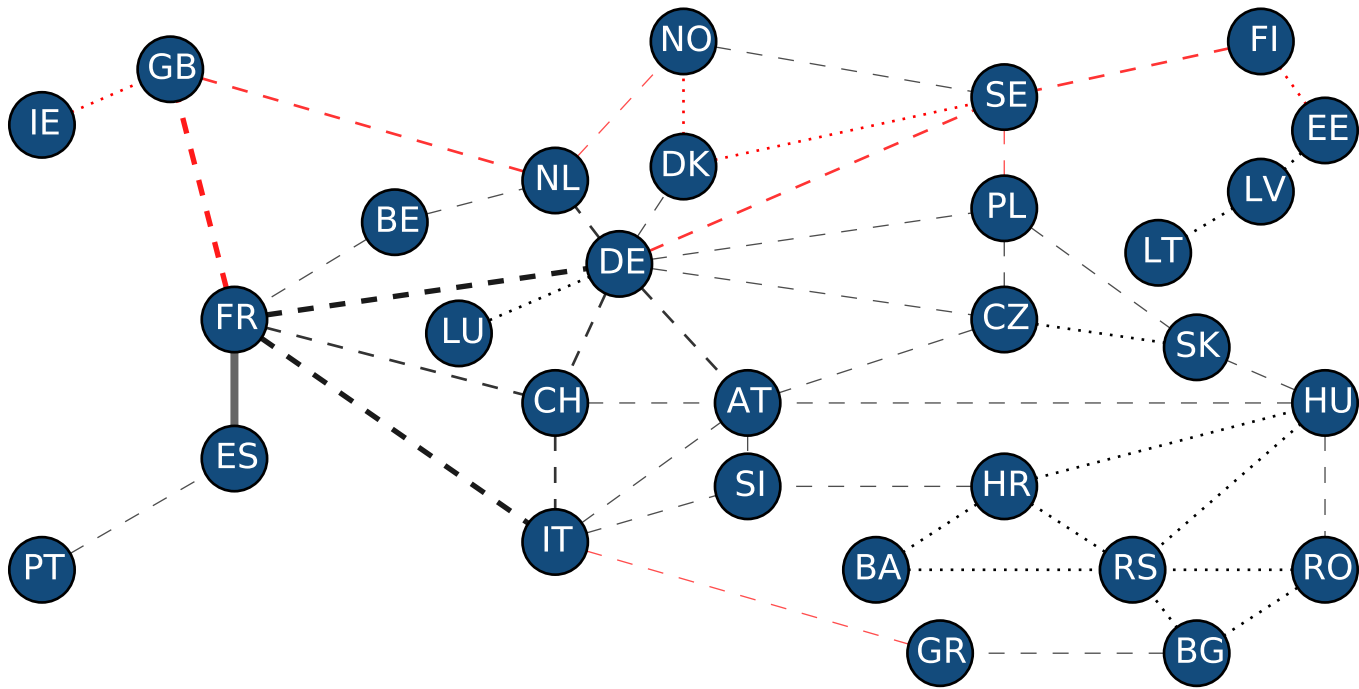 NO
FI
GB
SE
IE
EE
DK
NL
LV
PL
BE
LT
DE
FR
CZ
LU
SK
CH
AT
HU
ES
SI
HR
IT
PT
BA
RS
RO
GR
BG